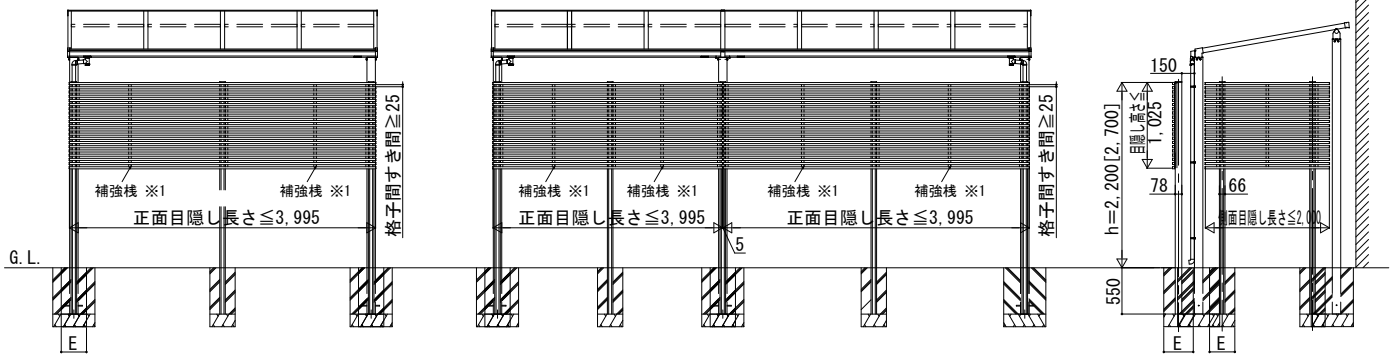 格子間すき間≧25
補強桟 ※1
補強桟 ※1
正面目隠し長さ≦3,995
G.L.
E
補強桟 ※1
補強桟 ※1
補強桟 ※1
補強桟 ※1
正面目隠し長さ≦3,995
正面目隠し長さ≦3,995
5
格子間すき間≧25
150
h=2,200[2,700]
目隠し高さ≦
1,025
78
66
側面目隠し長さ≦2,000
550
E
E